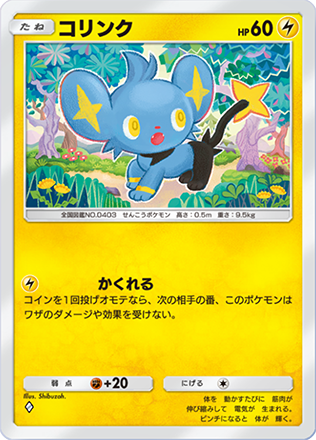 たね コリンク HP60
全国図鑑NO.0403 せんこうポケモン 高さ:0.5m 重さ:9.5kg
かくれる
コインを1回投げオモテなら、次の相手の番、このポケモンは
ワザのダメージや効果を受けない。
弱点 +20 にげる
Illus. Shibuzoh.
体を 動かすたびに 筋肉が
伸び縮みして 電気が 生まれる。
ピンチになると 体が 輝く。